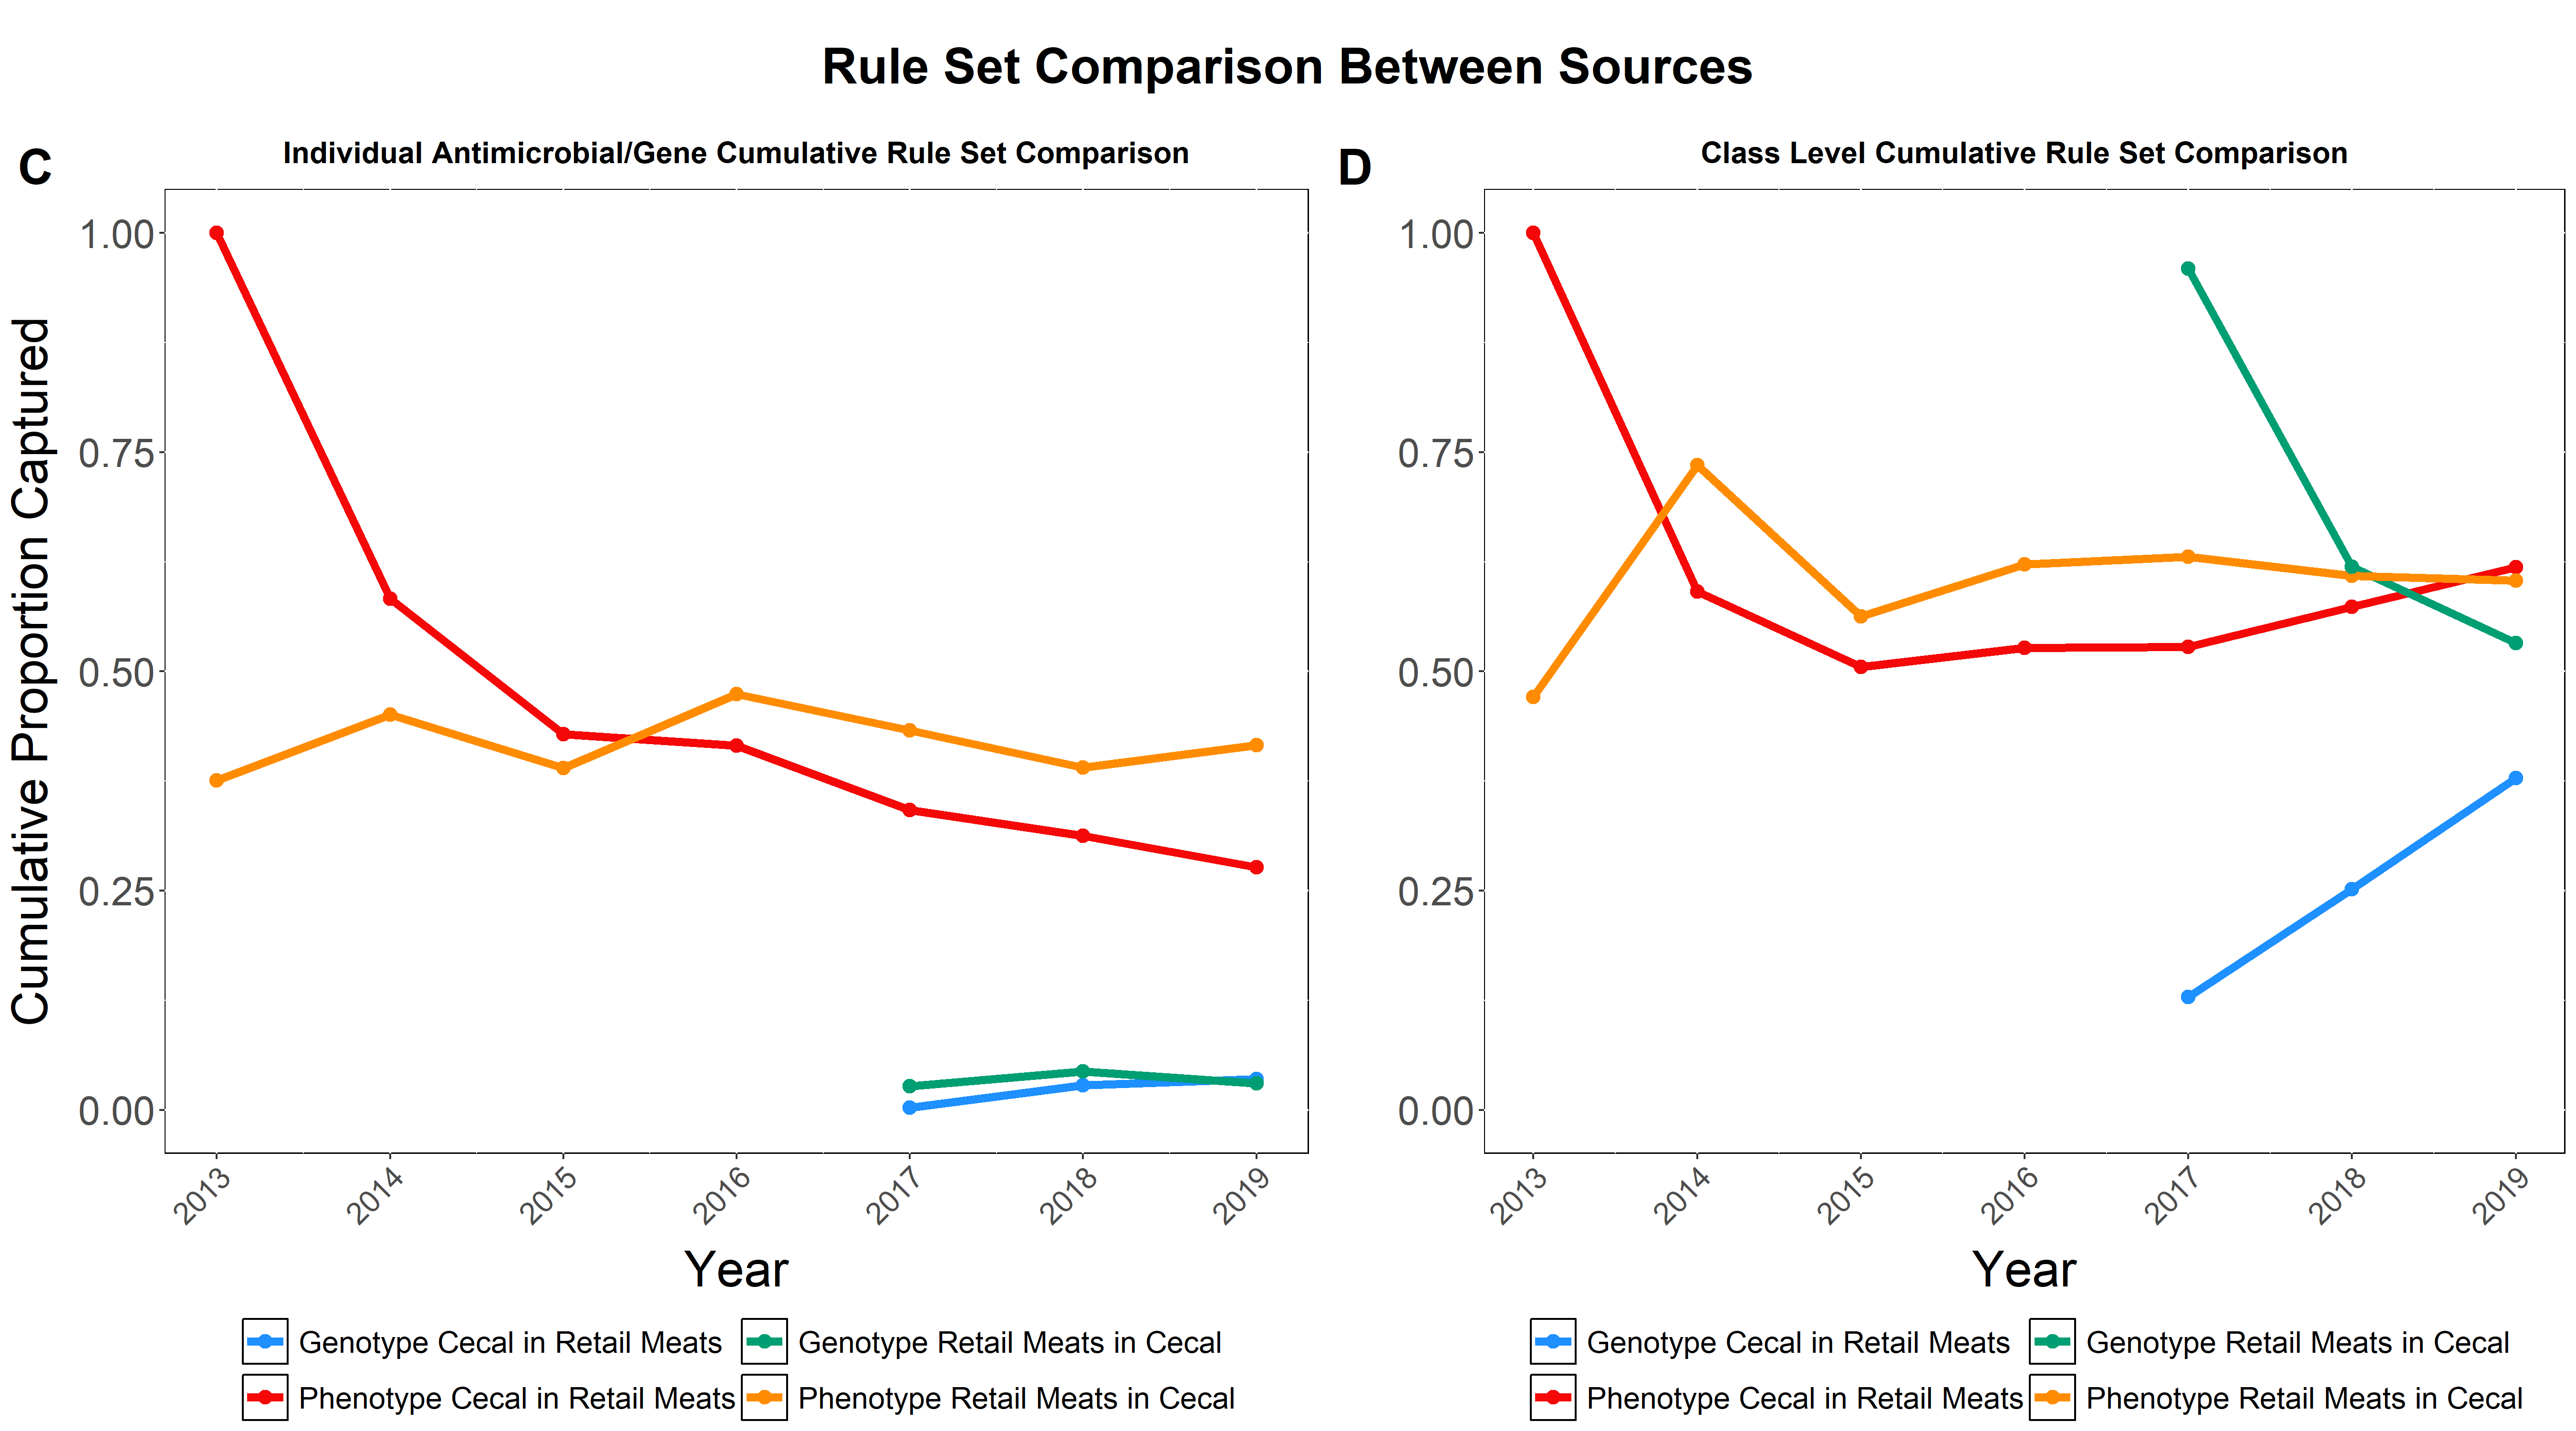 Rule Set Comparison Between Sources
C
Individual Antimicrobial/Gene Cumulative Rule Set Comparison
Cumulative Proportion Captured
1.00
0.75
0.50
0.25
0.00
2013
2014
2015
2016
2017
2018
2019
Year
Genotype Cecal in Retail Meats
Genotype Retail Meats in Cecal
Phenotype Cecal in Retail Meats
Phenotype Retail Meats in Cecal
D
Class Level Cumulative Rule Set Comparison
1.00
0.75
0.50
0.25
0.00
2013
2014
2015
2016
2017
2018
2019
Year
Genotype Cecal in Retail Meats
Genotype Retail Meats in Cecal
Phenotype Cecal in Retail Meats
Phenotype Retail Meats in Cecal